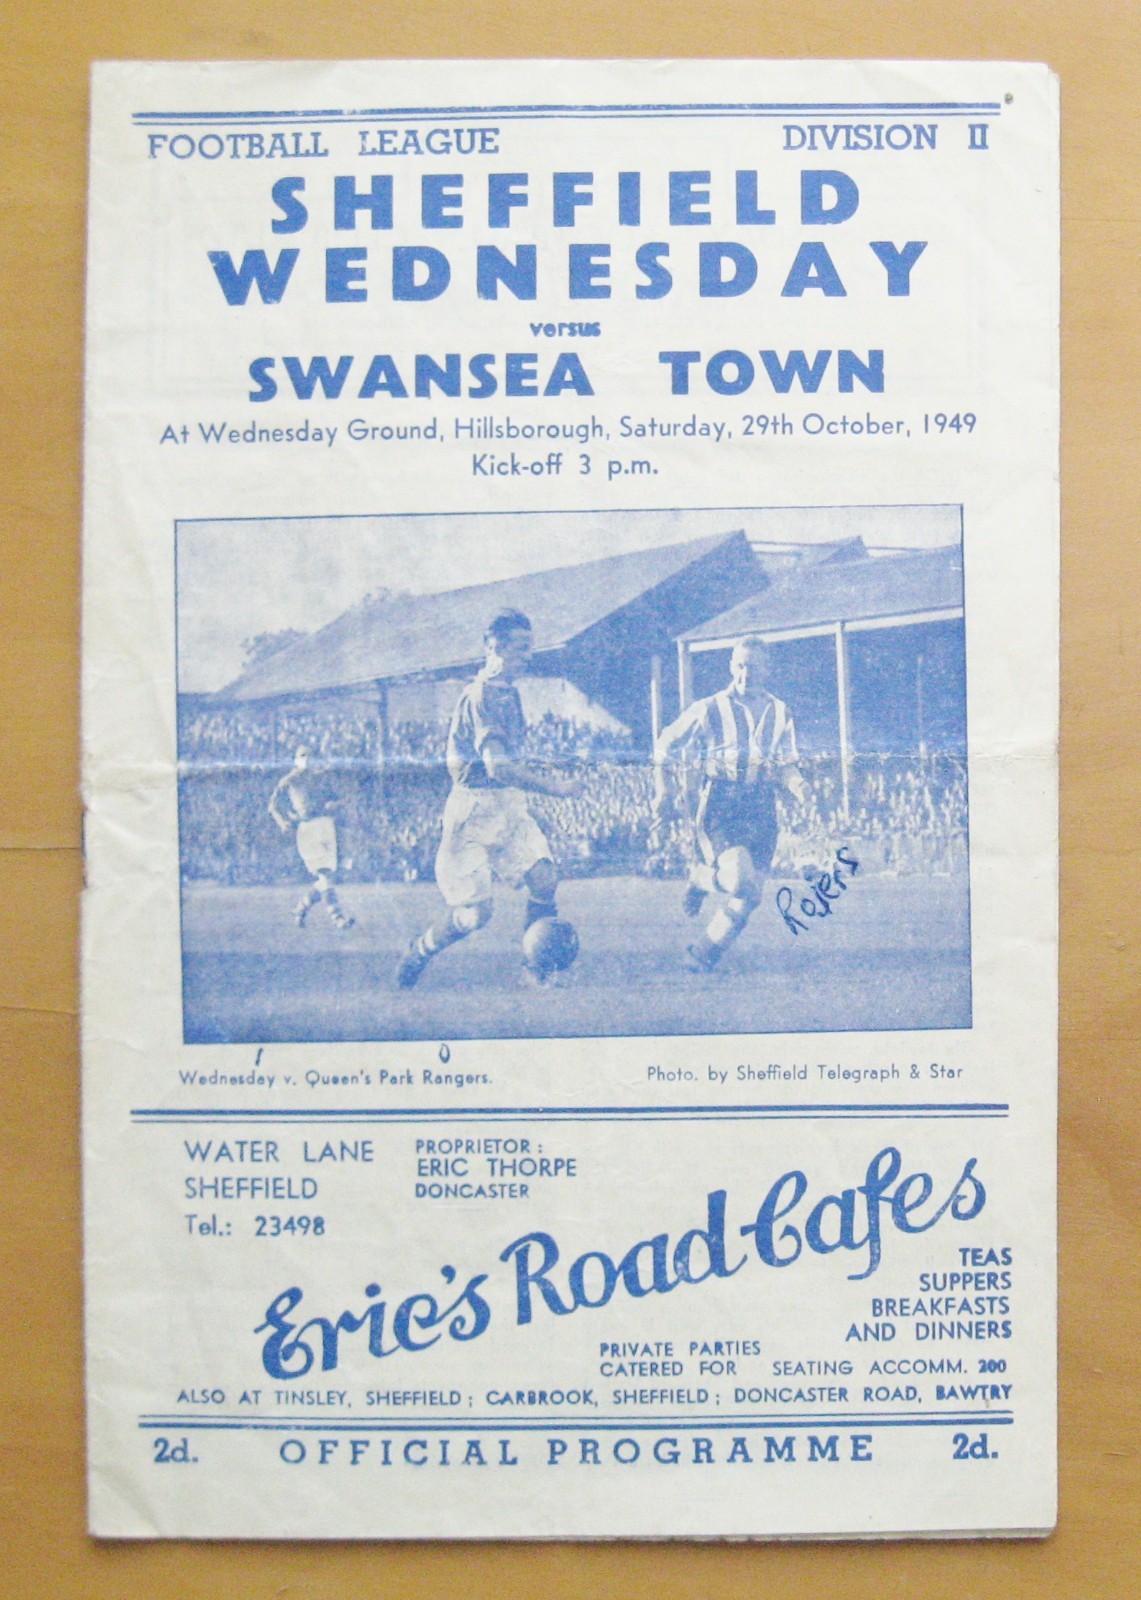 FOOTBALL LEAGUE DIVISION II
SHEFFIELD
WEDNESDAY
versus
SWANSEA TOWN
At Wednesday Ground, Hillsborough, Saturday, 29th October, 1949
Kick-off 3 p.m.
Rogers
1 0
Wednesday v. Queen's Park Rangers. Photo. by Sheffield Telegraph & Star
WATER LANE
SHEFFIELD
Tel.: 23498
PROPRIETOR:
ERIC THORPE
DONCASTER
Eric's Road Cafes
TEAS
SUPPERS
BREAKFASTS
AND DINNERS
PRIVATE PARTIES
CATERED FOR SEATING ACCOMM. 200
ALSO AT TINSLEY, SHEFFIELD; CARBROOK, SHEFFIELD; DONCASTER ROAD, BAWTRY
2d. OFFICIAL PROGRAMME 2d.